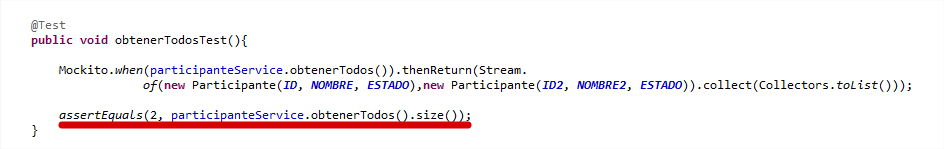 @Test
public void obtenerTodosTest(){
Mockito.when(participanteService.obtenerTodos()).thenReturn(Stream.
of(new Participante(ID, NOMBRE, ESTADO),new Participante(ID2, NOMBRE2, ESTADO)).collect(Collectors.toList()));
assertEquals(2, participanteService.obtenerTodos().size());
}